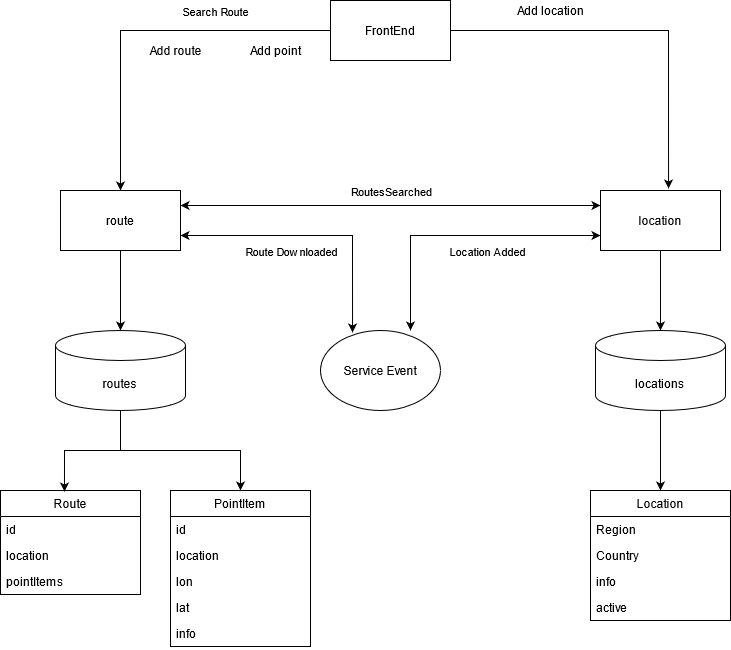 Search Route
Add location
FrontEnd
Add route
Add point
RoutesSearched
route
location
Route Downloaded
Location Added
routes
Service Event
locations
Route
id
location
pointItems
PointItem
id
location
lon
lat
info
Location
Region
Country
info
active